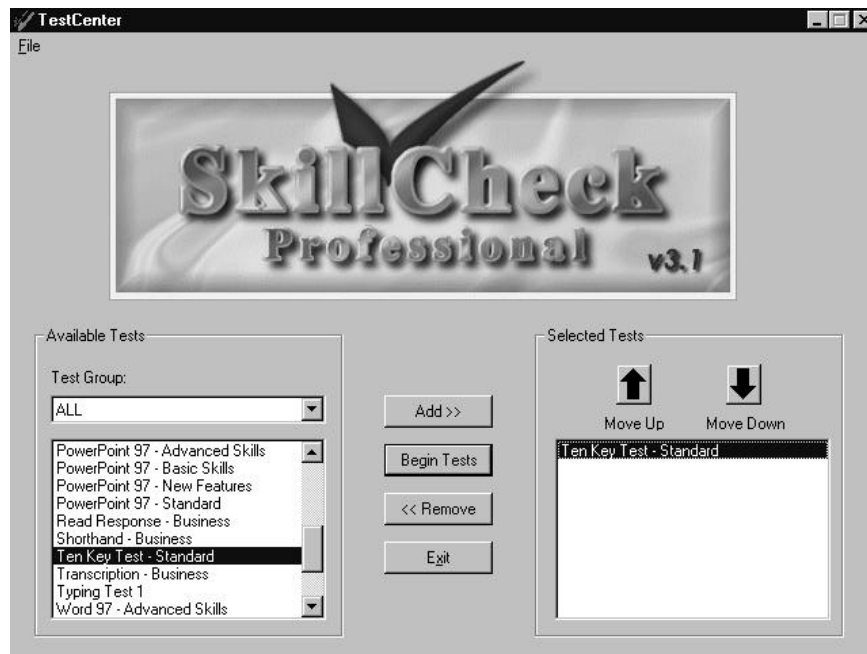 TestCenter
File
SkillCheck
Professional
v3.1
Available Tests
Test Group:
ALL
PowerPoint 97 - Advanced Skills
PowerPoint 97 - Basic Skills
PowerPoint 97 - New Features
PowerPoint 97 - Standard
Read Response - Business
Shorthand - Business
Ten Key Test - Standard
Transcription - Business
Typing Test 1
Word 97 - Advanced Skills
Add >>
Begin Tests
<< Remove
Exit
Selected Tests
Move Up
Move Down
Ten Key Test - Standard